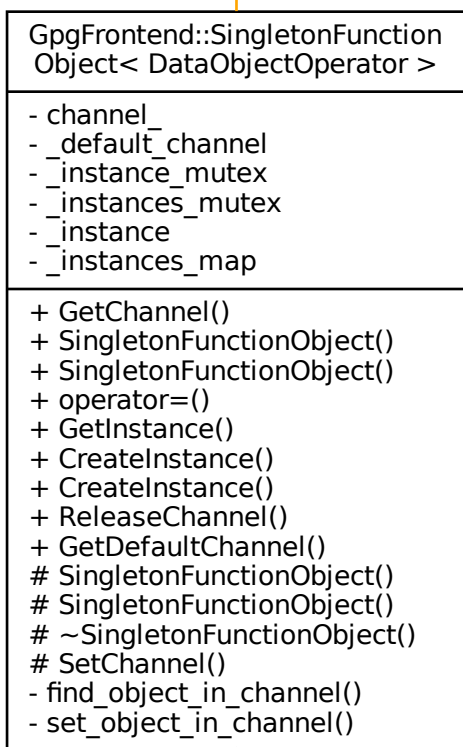 GpgFrontend::SingletonFunction
Object< DataObjectOperator >
- channel_
- _default_channel
- _instance_mutex
- _instances_mutex
- _instance
- _instances_map
+ GetChannel()
+ SingletonFunctionObject()
+ SingletonFunctionObject()
+ operator=()
+ GetInstance()
+ CreateInstance()
+ CreateInstance()
+ ReleaseChannel()
+ GetDefaultChannel()
# SingletonFunctionObject()
# SingletonFunctionObject()
# ~SingletonFunctionObject()
# SetChannel()
- find_object_in_channel()
- set_object_in_channel()